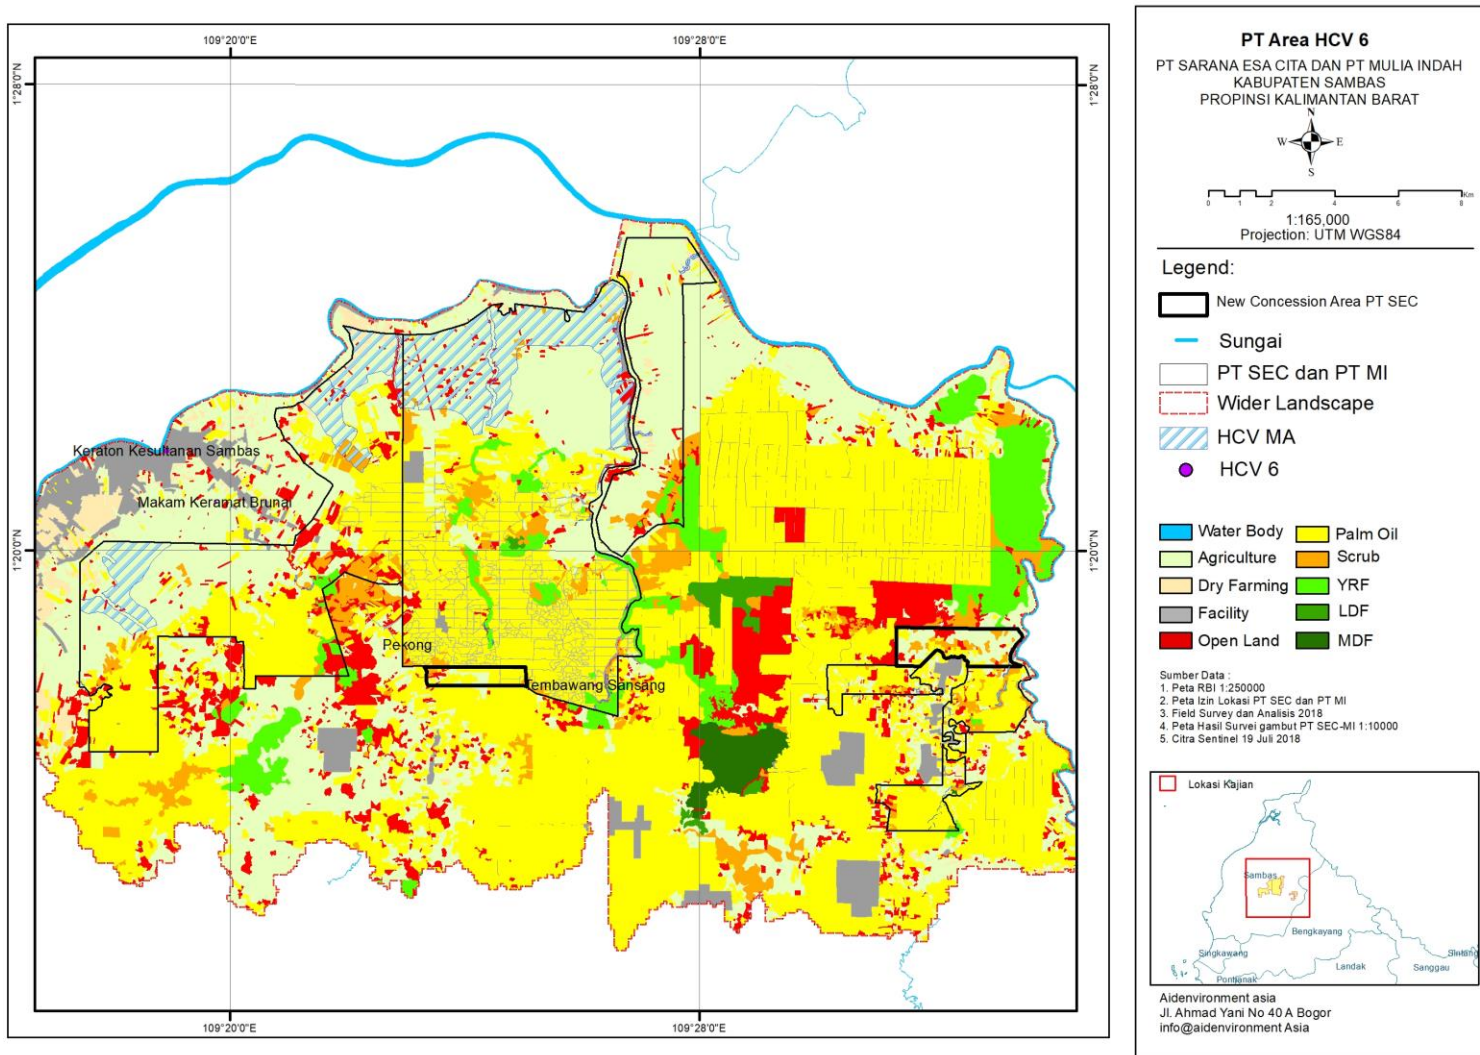 109°20'0"E
109°28'0"E
1°28'0"N
1°28'0"N
Keraton Kesultanan Sambas
Makam Keramat Brunai
1°20'0"N
1°20'0"N
Pekong
Tembawang Sansang
109°20'0"E
109°28'0"E
PT Area HCV 6
PT SARANA ESA CITA DAN PT MULIA INDAH
KABUPATEN SAMBAS
PROPINSI KALIMANTAN BARAT
N
W E
S
0 1 2 4 6 8 Km
1:165,000
Projection: UTM WGS84
Legend:
New Concession Area PT SEC
Sungai
PT SEC dan PT MI
Wider Landscape
HCV MA
HCV 6
Water Body Palm Oil
Agriculture Scrub
Dry Farming YRF
Facility LDF
Open Land MDF
Sumber Data :
1. Peta RBI 1:250000
2. Peta Izin Lokasi PT SEC dan PT MI
3. Field Survey dan Analisis 2018
4. Peta Hasil Survei gambut PT SEC-MI 1:10000
5. Citra Sentinel 19 Juli 2018
Lokasi Kajian
Sambas
Bengkayang
Singkawang
Landak
Sanggau
Sintang
Pontianak
Aidenvironment asia
Jl. Ahmad Yani No 40 A Bogor
info@aidenvironment Asia